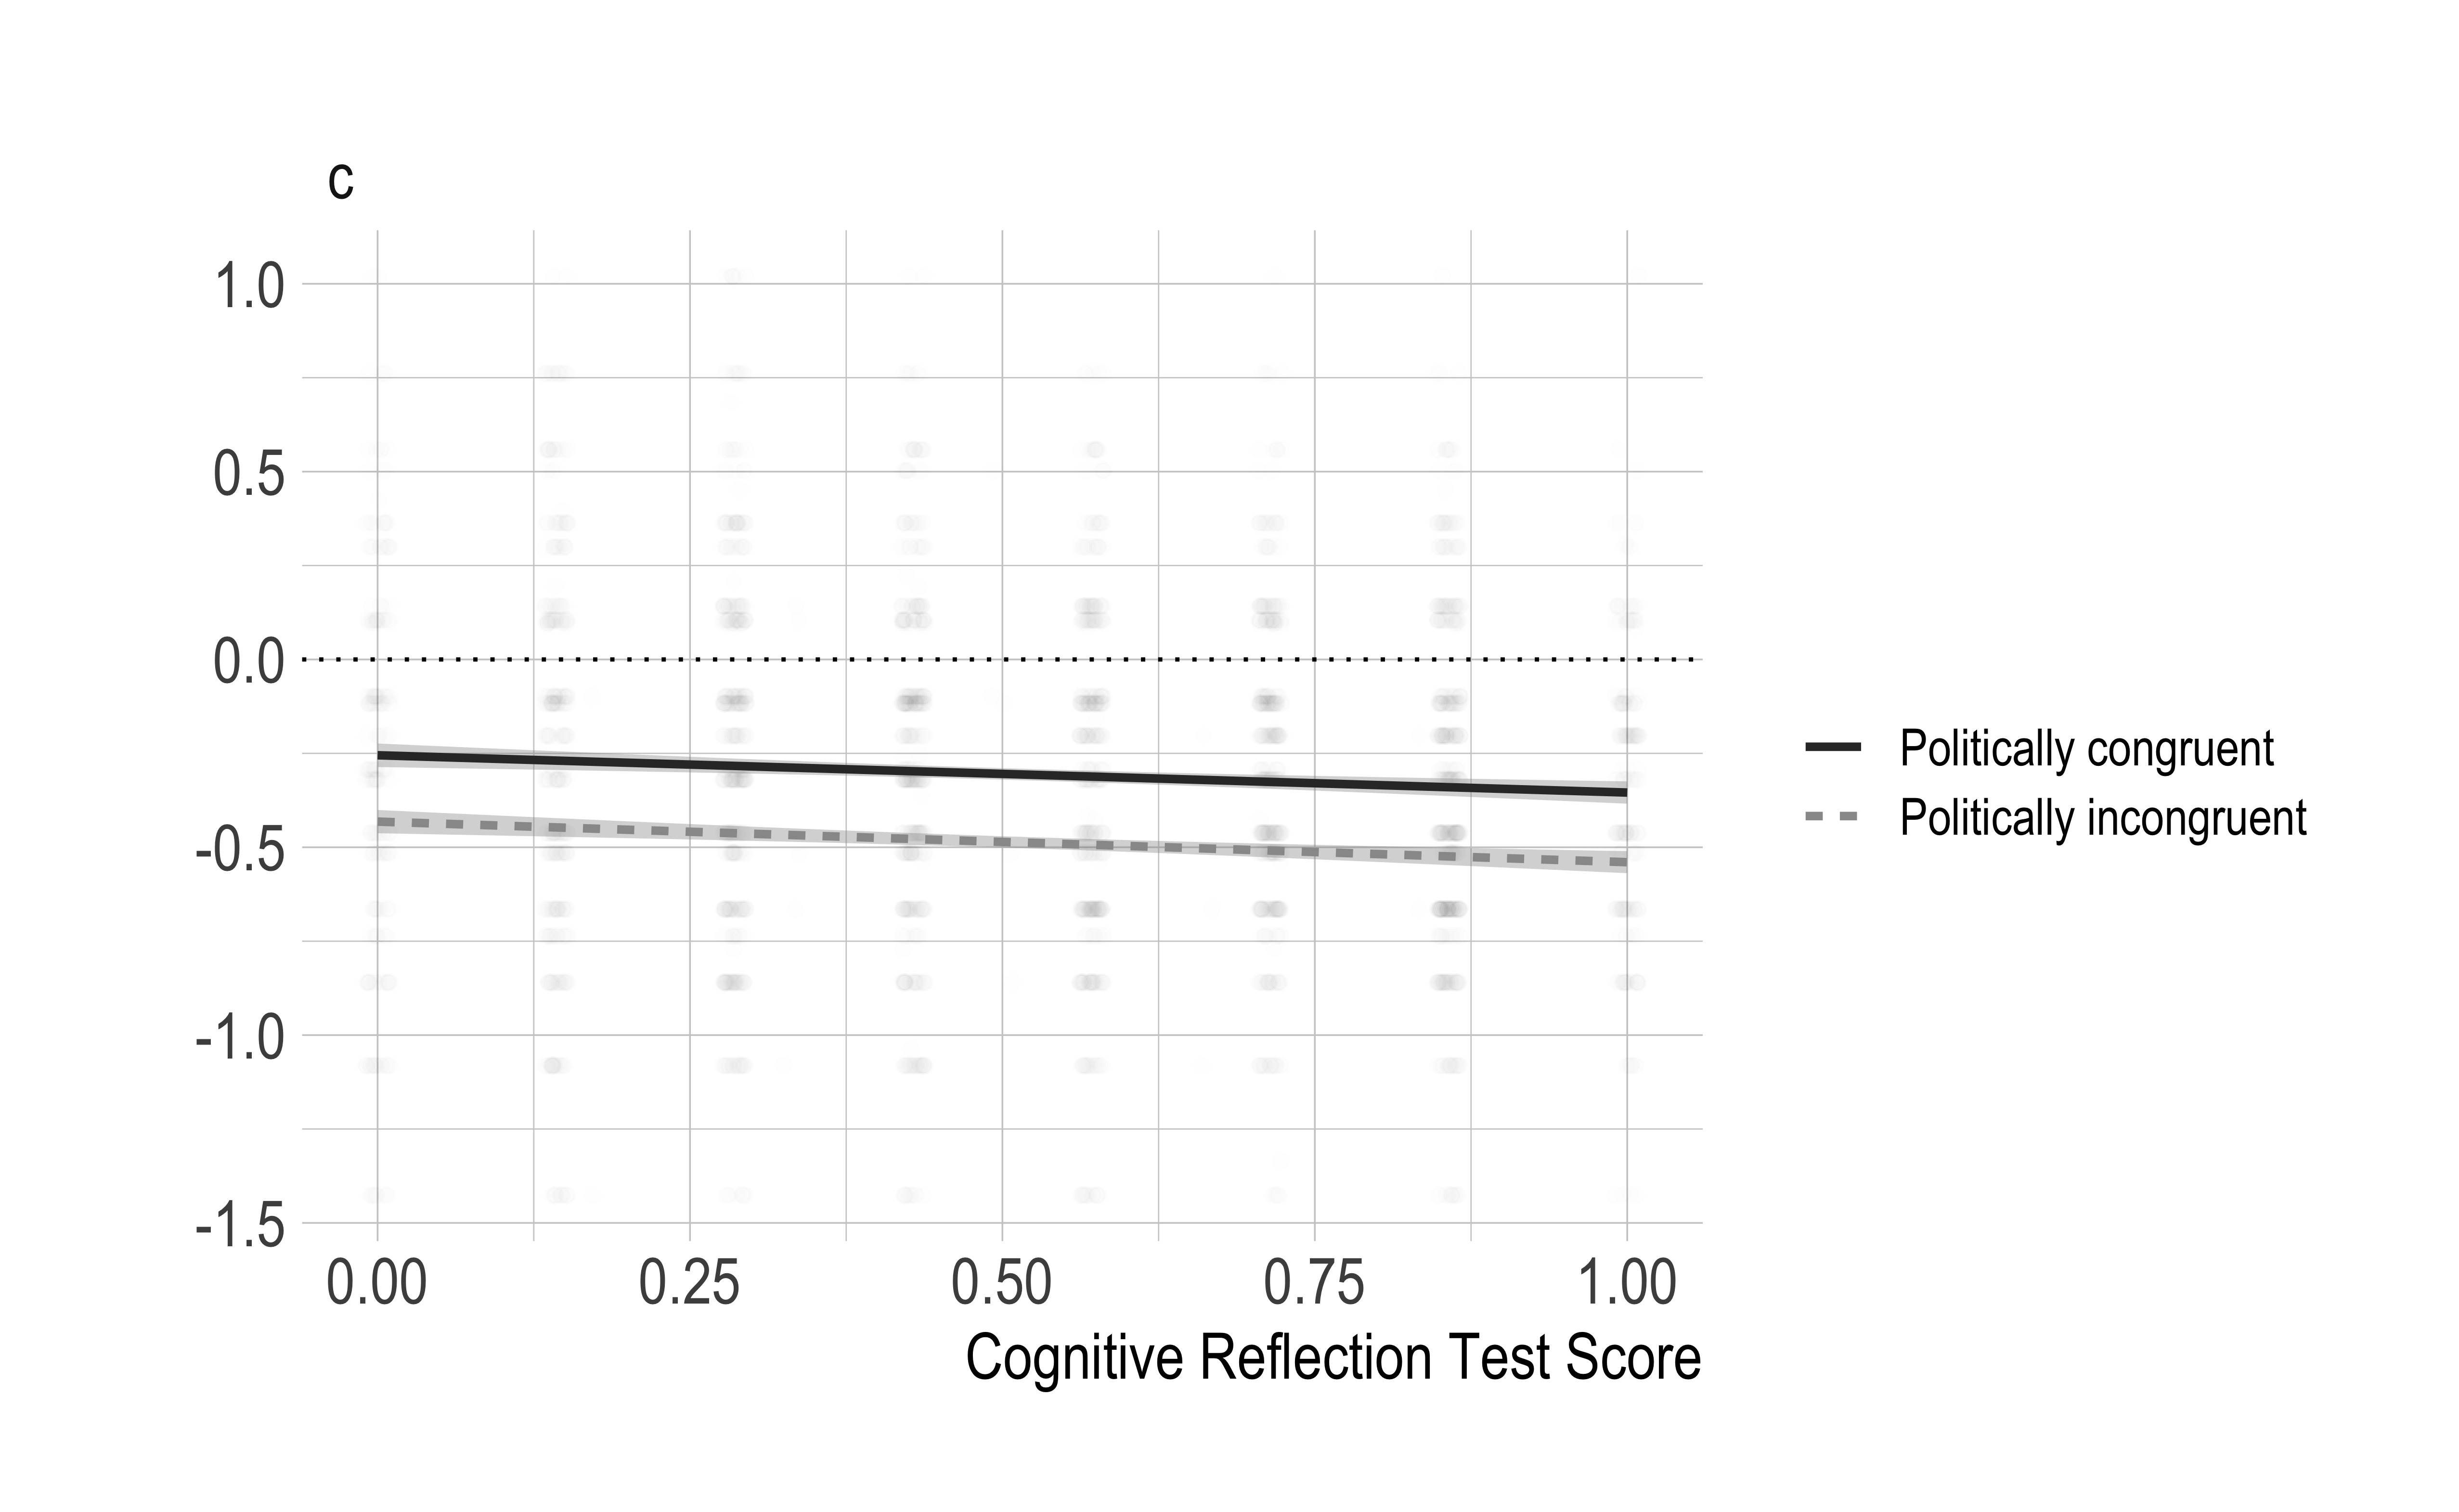 c
1.0
0.5
0.0
-0.5
-1.0
-1.5
0.00 0.25 0.50 0.75 1.00
Cognitive Reflection Test Score
Politically congruent
Politically incongruent